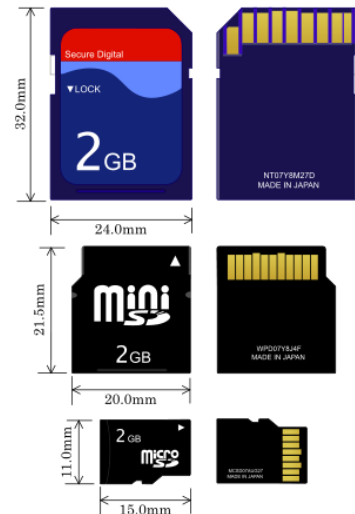 Secure Digital
▼LOCK
2GB
32.0mm
24.0mm
NT07Y8M27D
MADE IN JAPAN
mini
SD
2GB
21.5mm
20.0mm
WPD07Y8J4F
MADE IN JAPAN
2GB
micro
SD
11.0mm
15.0mm
MADE IN JAPAN